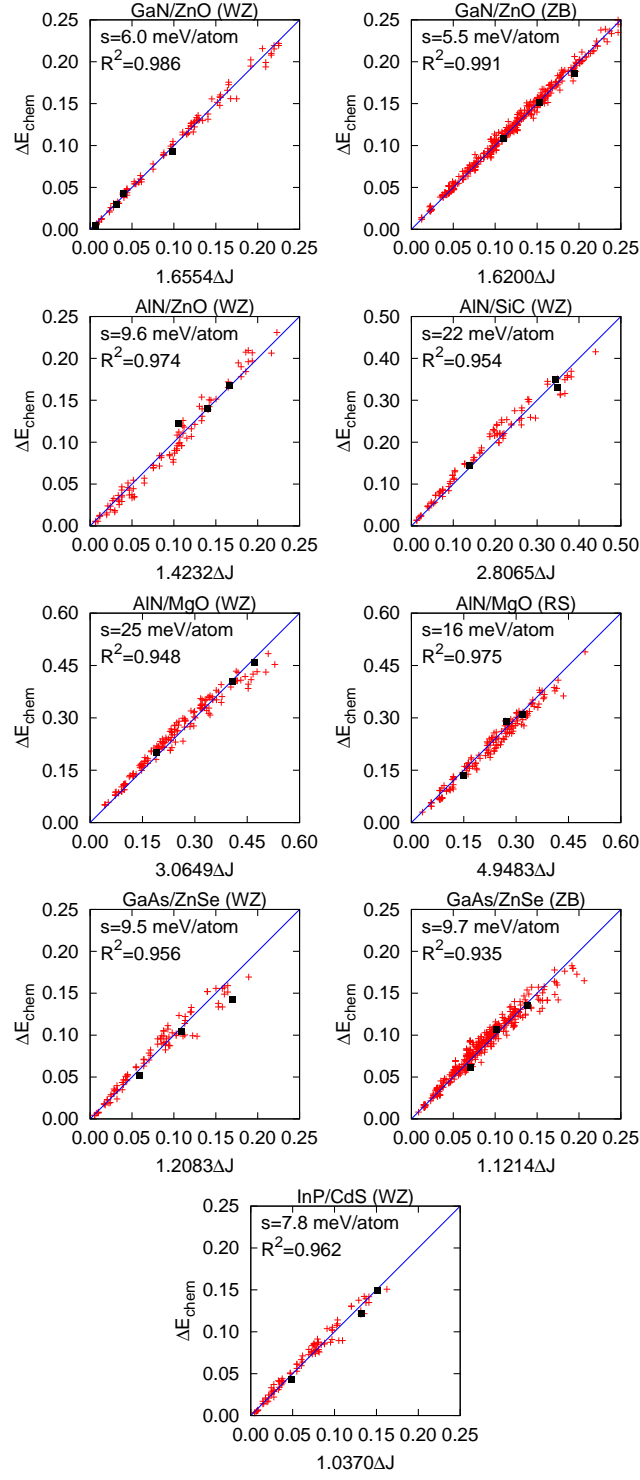 GaN/ZnO (WZ)
s=6.0 meV/atom
R²=0.986
0.25
0.20
0.15
0.10
0.05
0.00
ΔE_chem
0.00 0.05 0.10 0.15 0.20 0.25
1.6554ΔJ
GaN/ZnO (ZB)
s=5.5 meV/atom
R²=0.991
0.25
0.20
0.15
0.10
0.05
0.00
ΔE_chem
0.00 0.05 0.10 0.15 0.20 0.25
1.6200ΔJ
AlN/ZnO (WZ)
s=9.6 meV/atom
R²=0.974
0.25
0.20
0.15
0.10
0.05
0.00
ΔE_chem
0.00 0.05 0.10 0.15 0.20 0.25
1.4232ΔJ
AlN/SiC (WZ)
s=22 meV/atom
R²=0.954
0.50
0.40
0.30
0.20
0.10
0.00
ΔE_chem
0.00 0.10 0.20 0.30 0.40 0.50
2.8065ΔJ
AlN/MgO (WZ)
s=25 meV/atom
R²=0.948
0.60
0.45
0.30
0.15
0.00
ΔE_chem
0.00 0.15 0.30 0.45 0.60
3.0649ΔJ
AlN/MgO (RS)
s=16 meV/atom
R²=0.975
0.60
0.45
0.30
0.15
0.00
ΔE_chem
0.00 0.15 0.30 0.45 0.60
4.9483ΔJ
GaAs/ZnSe (WZ)
s=9.5 meV/atom
R²=0.956
0.25
0.20
0.15
0.10
0.05
0.00
ΔE_chem
0.00 0.05 0.10 0.15 0.20 0.25
1.2083ΔJ
GaAs/ZnSe (ZB)
s=9.7 meV/atom
R²=0.935
0.25
0.20
0.15
0.10
0.05
0.00
ΔE_chem
0.00 0.05 0.10 0.15 0.20 0.25
1.1214ΔJ
InP/CdS (WZ)
s=7.8 meV/atom
R²=0.962
0.25
0.20
0.15
0.10
0.05
0.00
ΔE_chem
0.00 0.05 0.10 0.15 0.20 0.25
1.0370ΔJ